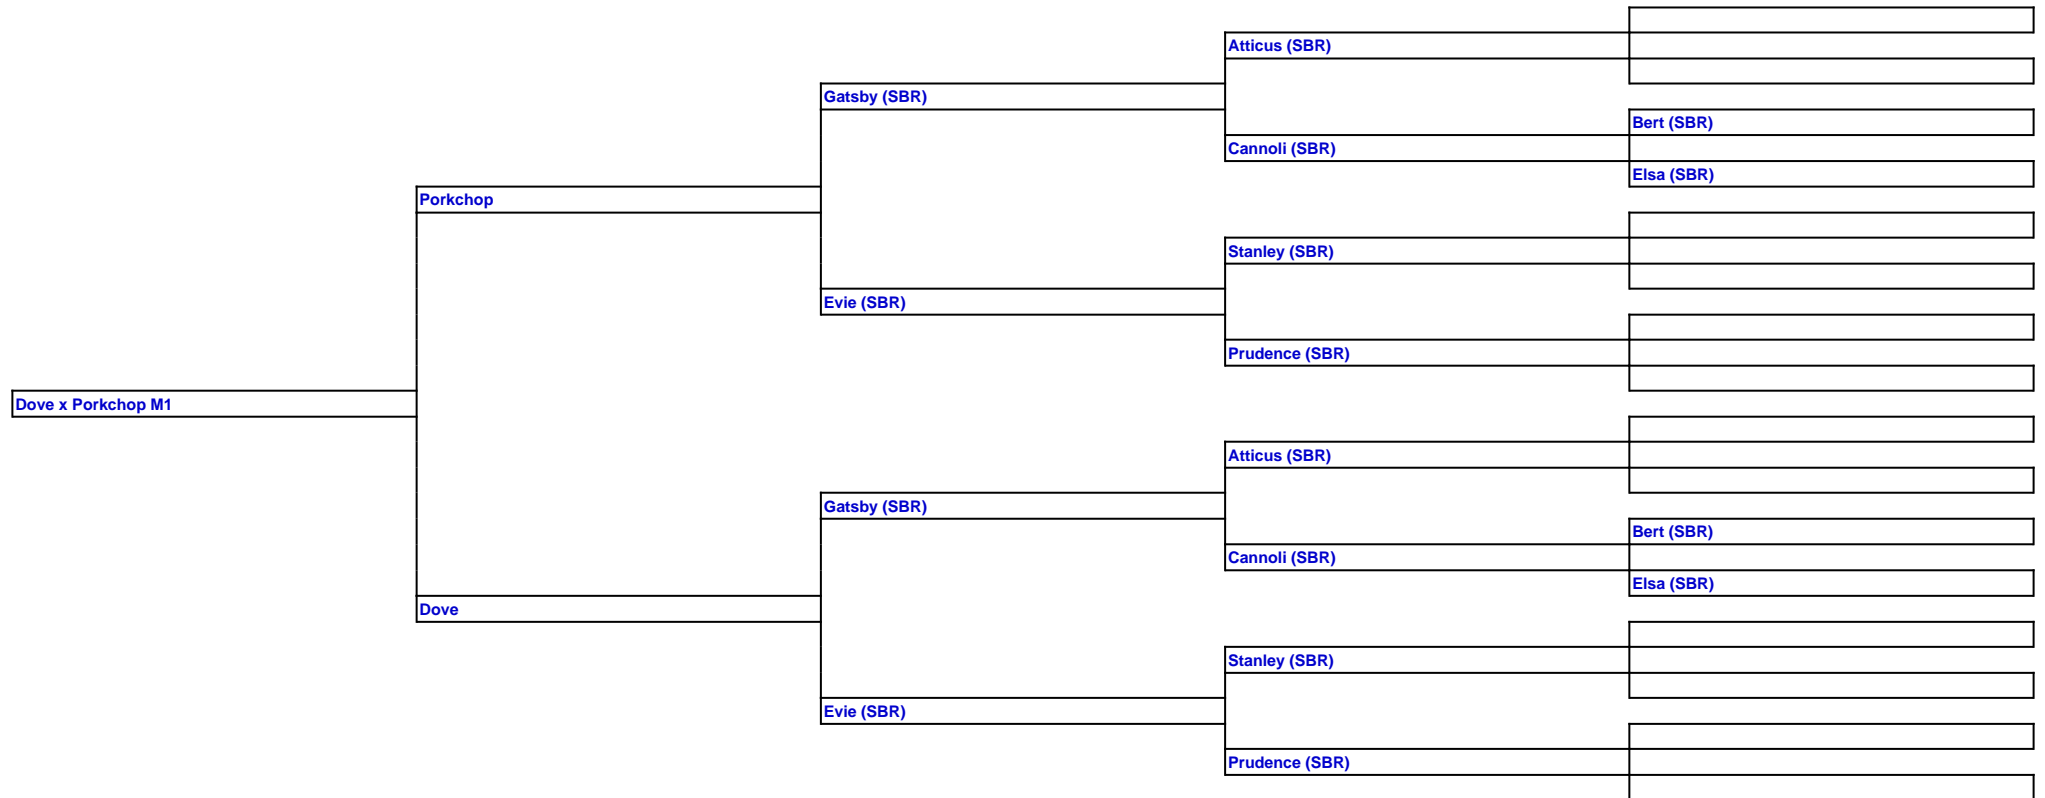 Atticus (SBR)
Gatsby (SBR)
Bert (SBR)
Cannoli (SBR)
Elsa (SBR)
Porkchop
Stanley (SBR)
Evie (SBR)
Prudence (SBR)
Dove x Porkchop M1
Atticus (SBR)
Gatsby (SBR)
Bert (SBR)
Cannoli (SBR)
Elsa (SBR)
Dove
Stanley (SBR)
Evie (SBR)
Prudence (SBR)